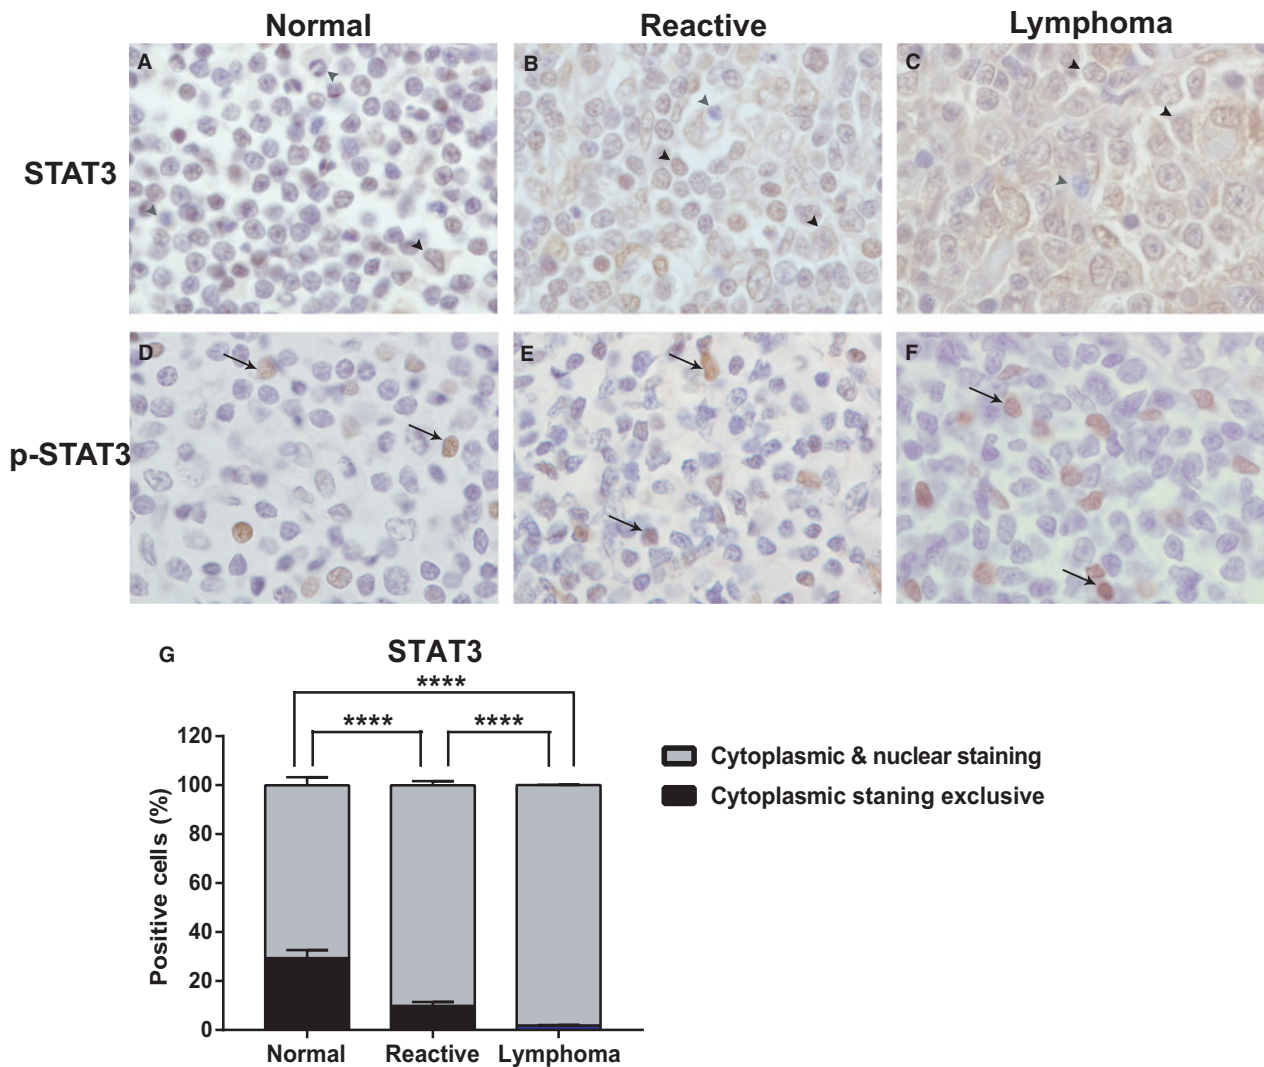 Normal Reactive Lymphoma
A B C
STAT3
D E F
p-STAT3
G
STAT3
****
**** ****
120
100
80
60
40
20
0
Positive cells (%)
Cytoplasmic & nuclear staining
Cytoplasmic staning exclusive
Normal Reactive Lymphoma